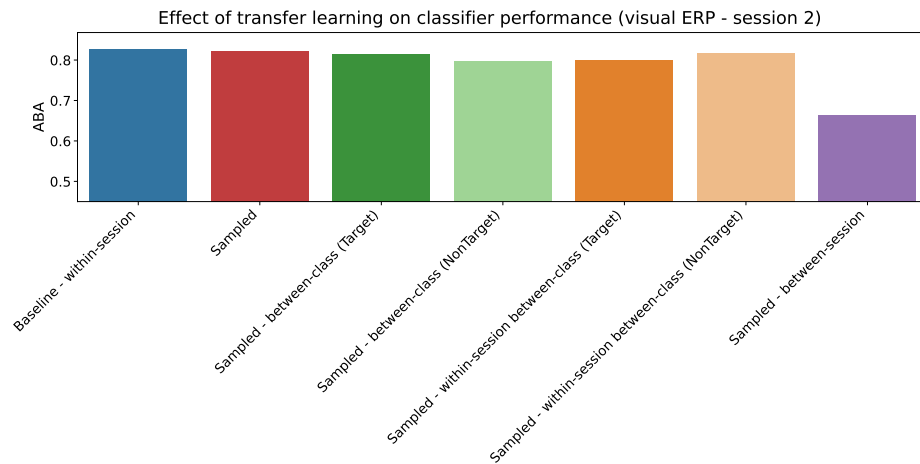 Effect of transfer learning on classifier performance (visual ERP - session 2)
ABA
0.8
0.7
0.6
0.5
Baseline - within-session
Sampled
Sampled - between-class (Target)
Sampled - between-class (NonTarget)
Sampled - within-session between-class (Target)
Sampled - within-session between-class (NonTarget)
Sampled - between-session